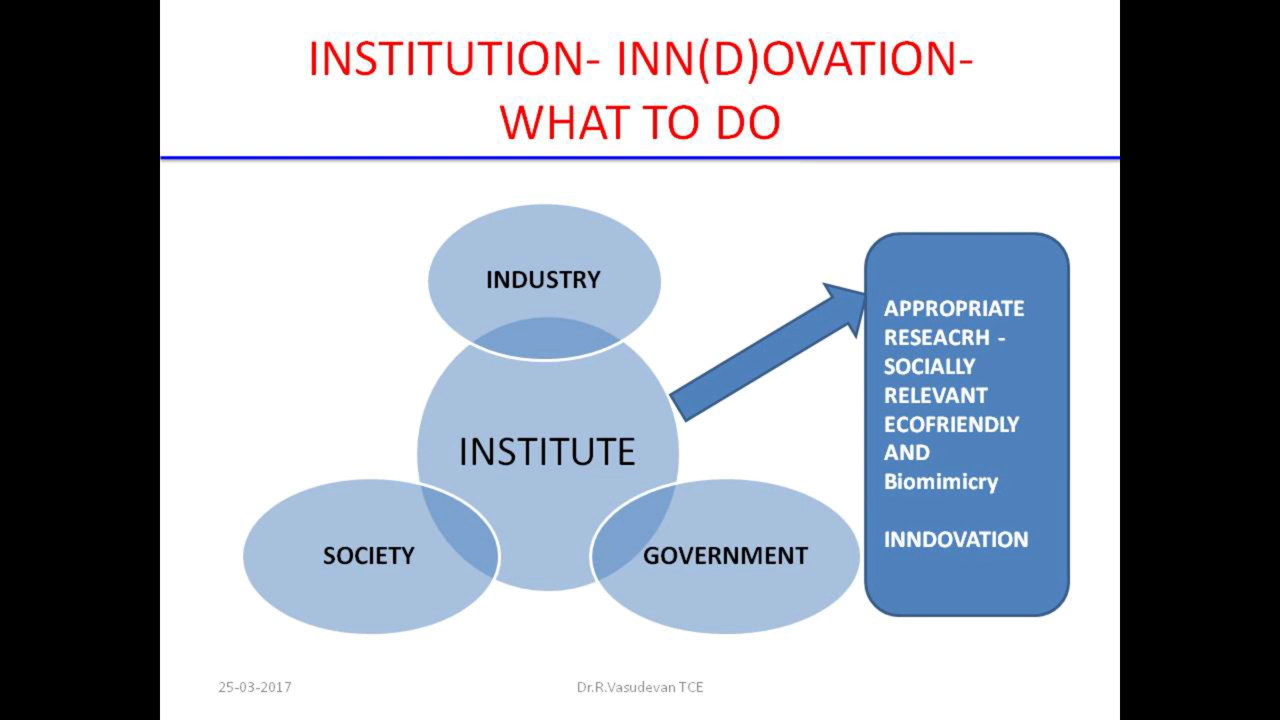 INSTITUTION- INN(D)OVATION-
WHAT TO DO
INDUSTRY
INSTITUTE
SOCIETY
GOVERNMENT
APPROPRIATE
RESEACRH -
SOCIALLY
RELEVANT
ECOFRIENDLY
AND
Biomimicry
INNDOVATION
25-03-2017
Dr.R.Vasudevan TCE